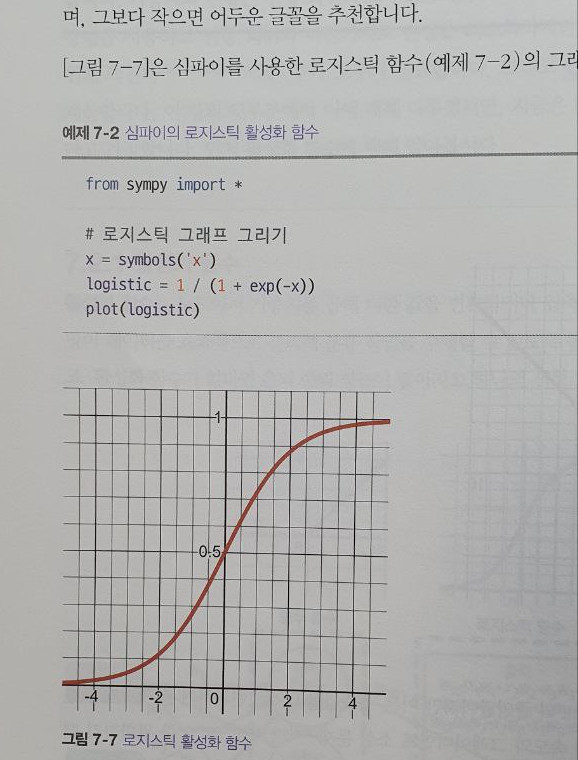 며, 그보다 작으면 어두운 글꼴을 추천합니다.
[그림 7-7]은 심파이를 사용한 로지스틱 함수(예제 7-2)의 그래
예제 7-2 심파이의 로지스틱 활성화 함수
from sympy import *
# 로지스틱 그래프 그리기
x = symbols('x')
logistic = 1 / (1 + exp(-x))
plot(logistic)
1
0.5
-4 -2 0 2 4
그림 7-7 로지스틱 활성화 함수